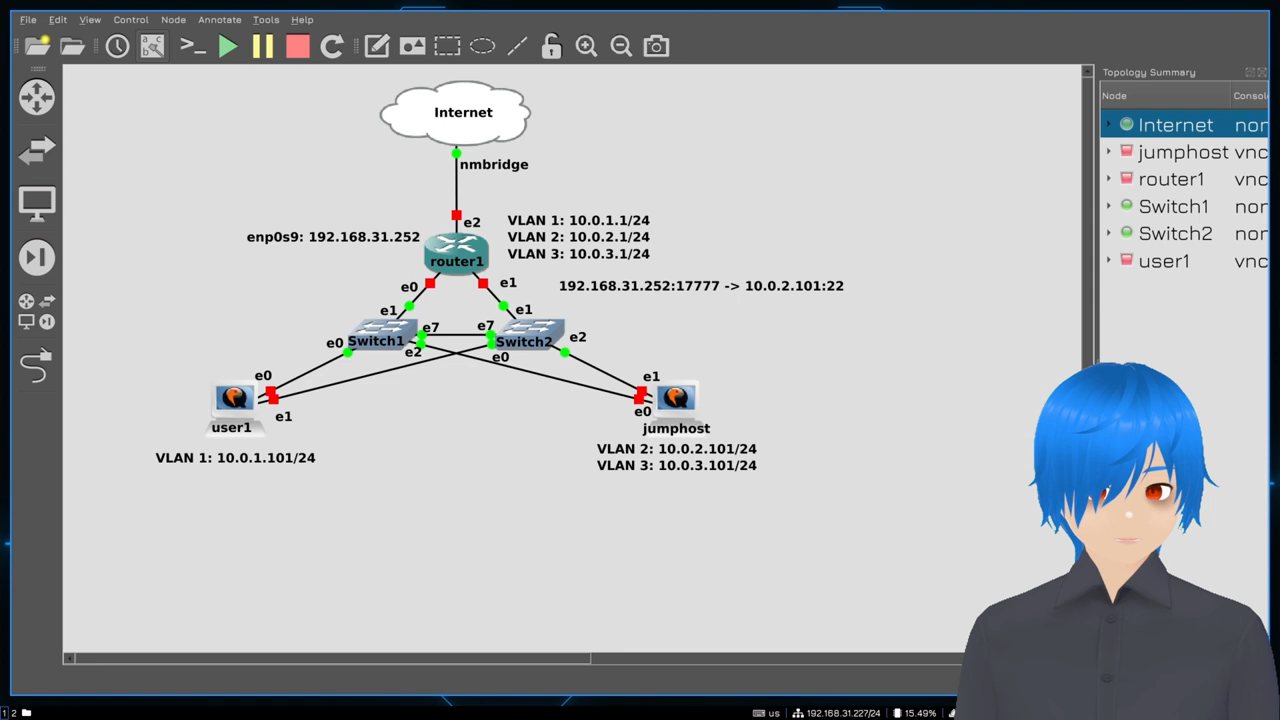 File Edit View Control Node Annotate Tools Help
Topology Summary
Node
Internet
jumphost vnc
router1 vnc
Switch1
Switch2
user1 vnc
Internet
nmbridge
e2
enp0s9: 192.168.31.252
VLAN 1: 10.0.1.1/24
VLAN 2: 10.0.2.1/24
VLAN 3: 10.0.3.1/24
router1
e0
e1
192.168.31.252:17777 -> 10.0.2.101:22
e1
e1
e7
e7
Switch1
Switch2
e0
e2
e0
e2
e0
e1
e1
e0
user1
jumphost
VLAN 1: 10.0.1.101/24
VLAN 2: 10.0.2.101/24
VLAN 3: 10.0.3.101/24
1 2
us
192.168.31.227/24
15.49%